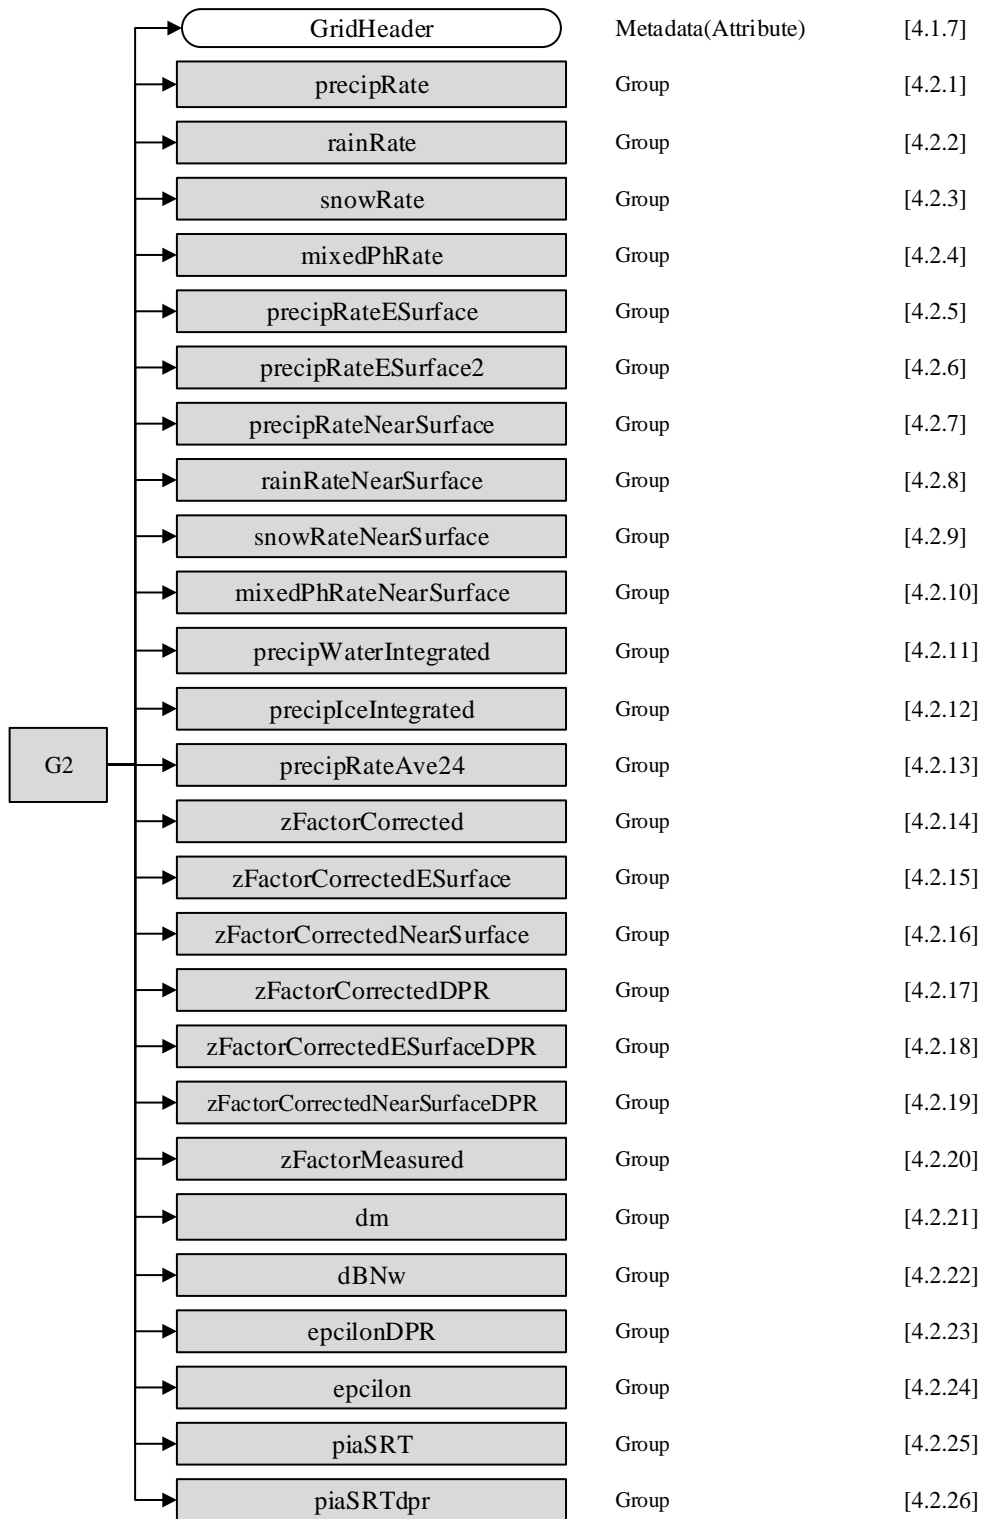 GridHeader Metadata(Attribute) [4.1.7]
precipRate Group [4.2.1]
rainRate Group [4.2.2]
snowRate Group [4.2.3]
mixedPhRate Group [4.2.4]
precipRateESurface Group [4.2.5]
precipRateESurface2 Group [4.2.6]
precipRateNearSurface Group [4.2.7]
rainRateNearSurface Group [4.2.8]
snowRateNearSurface Group [4.2.9]
mixedPhRateNearSurface Group [4.2.10]
precipWaterIntegrated Group [4.2.11]
precipIceIntegrated Group [4.2.12]
G2 precipRateAve24 Group [4.2.13]
zFactorCorrected Group [4.2.14]
zFactorCorrectedESurface Group [4.2.15]
zFactorCorrectedNearSurface Group [4.2.16]
zFactorCorrectedDPR Group [4.2.17]
zFactorCorrectedESurfaceDPR Group [4.2.18]
zFactorCorrectedNearSurfaceDPR Group [4.2.19]
zFactorMeasured Group [4.2.20]
dm Group [4.2.21]
dBNw Group [4.2.22]
epcilonDPR Group [4.2.23]
epcilon Group [4.2.24]
piaSRT Group [4.2.25]
piaSRTdpr Group [4.2.26]